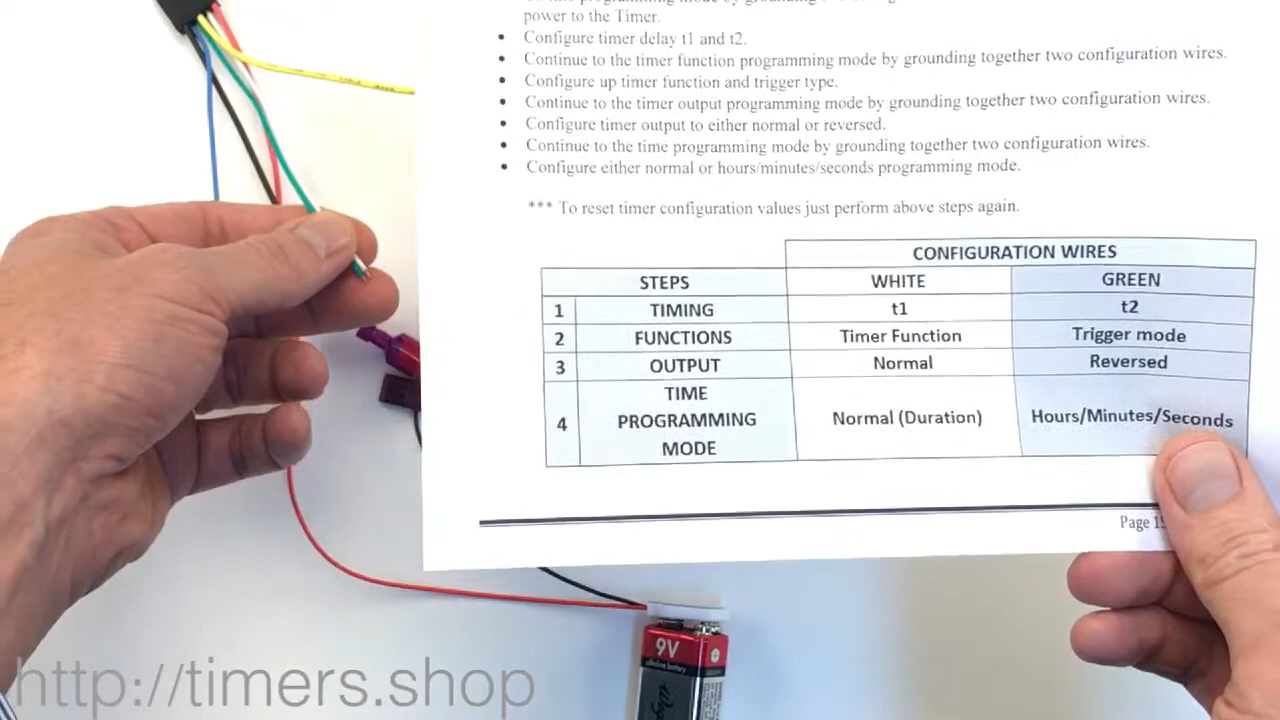 power to the Timer.
• Configure timer delay t1 and t2.
• Continue to the timer function programming mode by grounding together two configuration wires.
• Configure up timer function and trigger type.
• Continue to the timer output programming mode by grounding together two configuration wires.
• Configure timer output to either normal or reversed.
• Continue to the time programming mode by grounding together two configuration wires.
• Configure either normal or hours/minutes/seconds programming mode.
*** To reset timer configuration values just perform above steps again.
CONFIGURATION WIRES
STEPS WHITE GREEN
1 TIMING t1 t2
2 FUNCTIONS Timer Function Trigger mode
3 OUTPUT Normal Reversed
4 TIME PROGRAMMING MODE Normal (Duration) Hours/Minutes/Seconds
Page
9V
alkaline battery
http://timers.shop